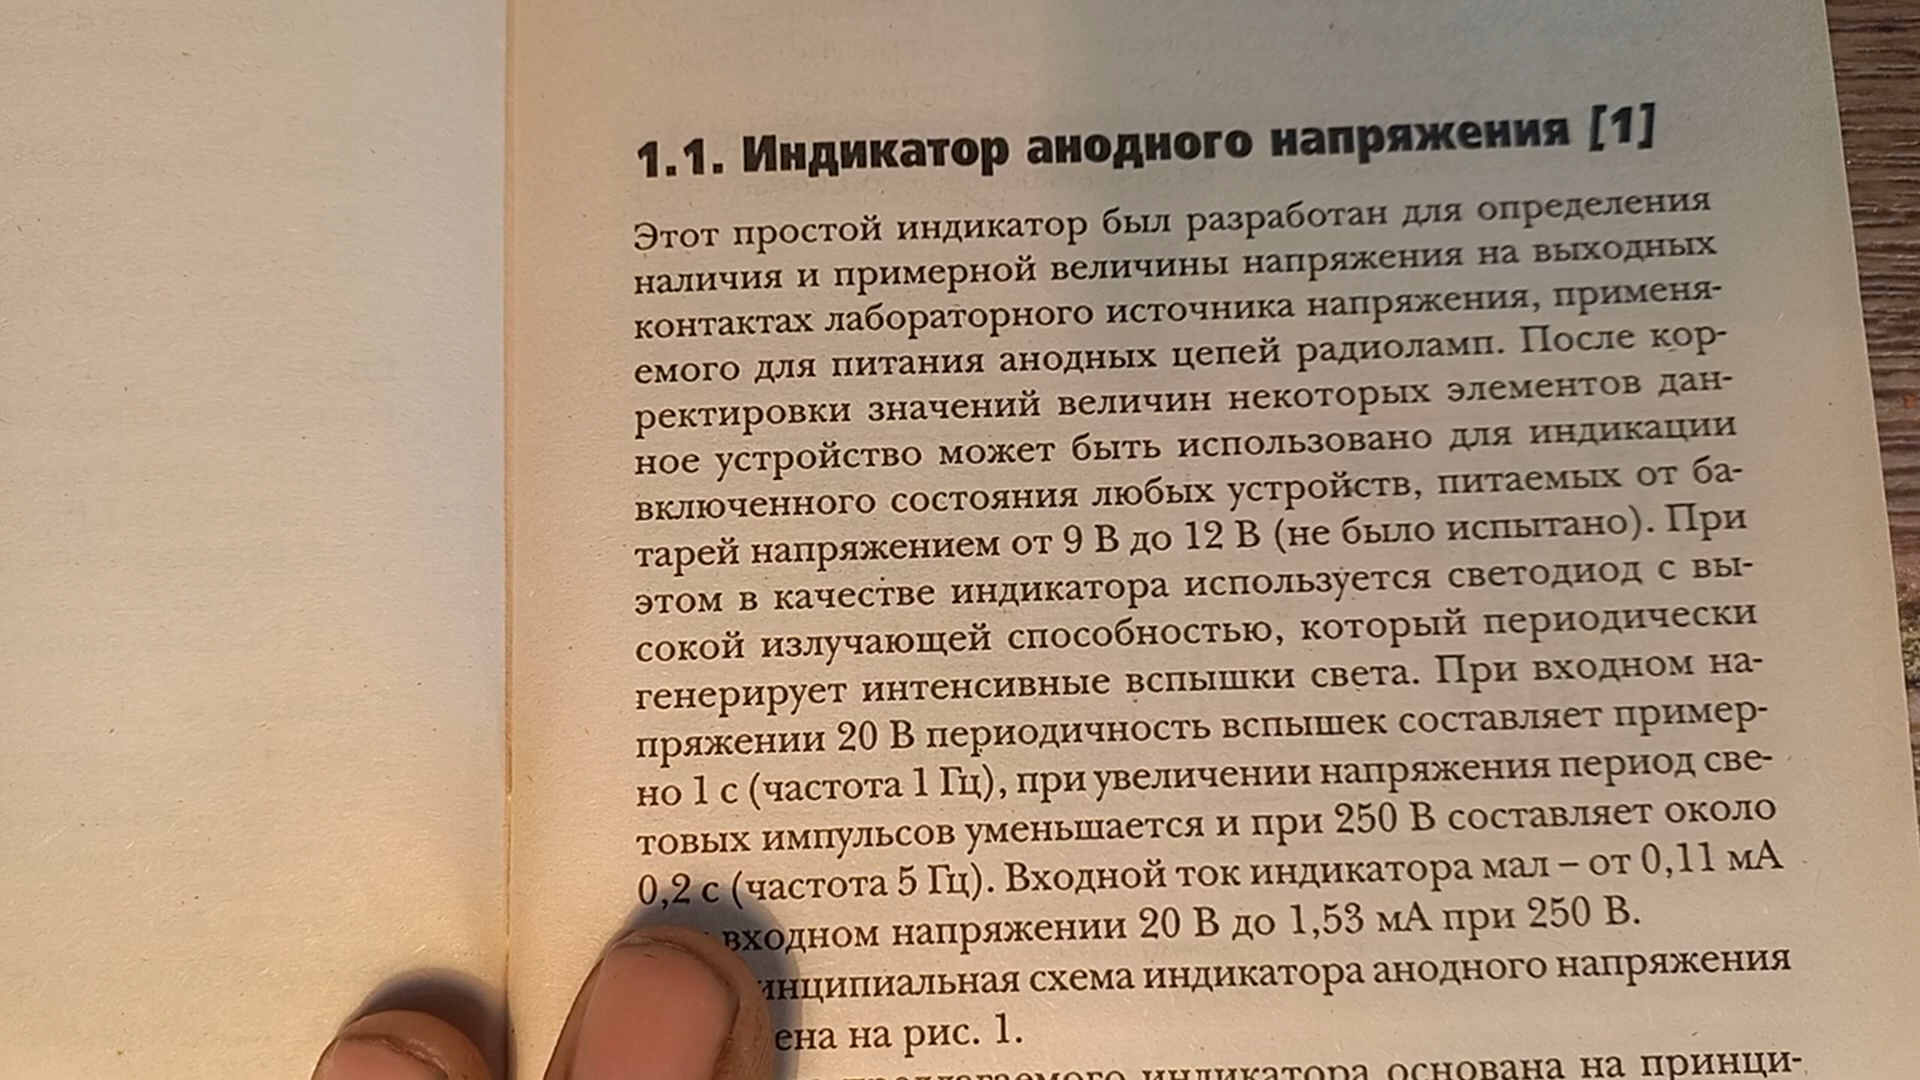 1.1. Индикатор анодного напряжения [1]
Этот простой индикатор был разработан для определения
наличия и примерной величины напряжения на выходных
контактах лабораторного источника напряжения, применя-
емого для питания анодных цепей радиоламп. После кор-
ректировки значений величин некоторых элементов дан-
ное устройство может быть использовано для индикации
включенного состояния любых устройств, питаемых от ба-
тарей напряжением от 9 В до 12 В (не было испытано). При
этом в качестве индикатора используется светодиод с вы-
сокой излучающей способностью, который периодически
генерирует интенсивные вспышки света. При входном на-
пряжении 20 В периодичность вспышек составляет пример-
но 1 с (частота 1 Гц), при увеличении напряжения период све-
товых импульсов уменьшается и при 250 В составляет около
0,2 с (частота 5 Гц). Входной ток индикатора мал – от 0,11 мА
входном напряжении 20 В до 1,53 мА при 250 В.
схема индикатора анодного напряжения
на рис. 1.
индикатора основана на принци-